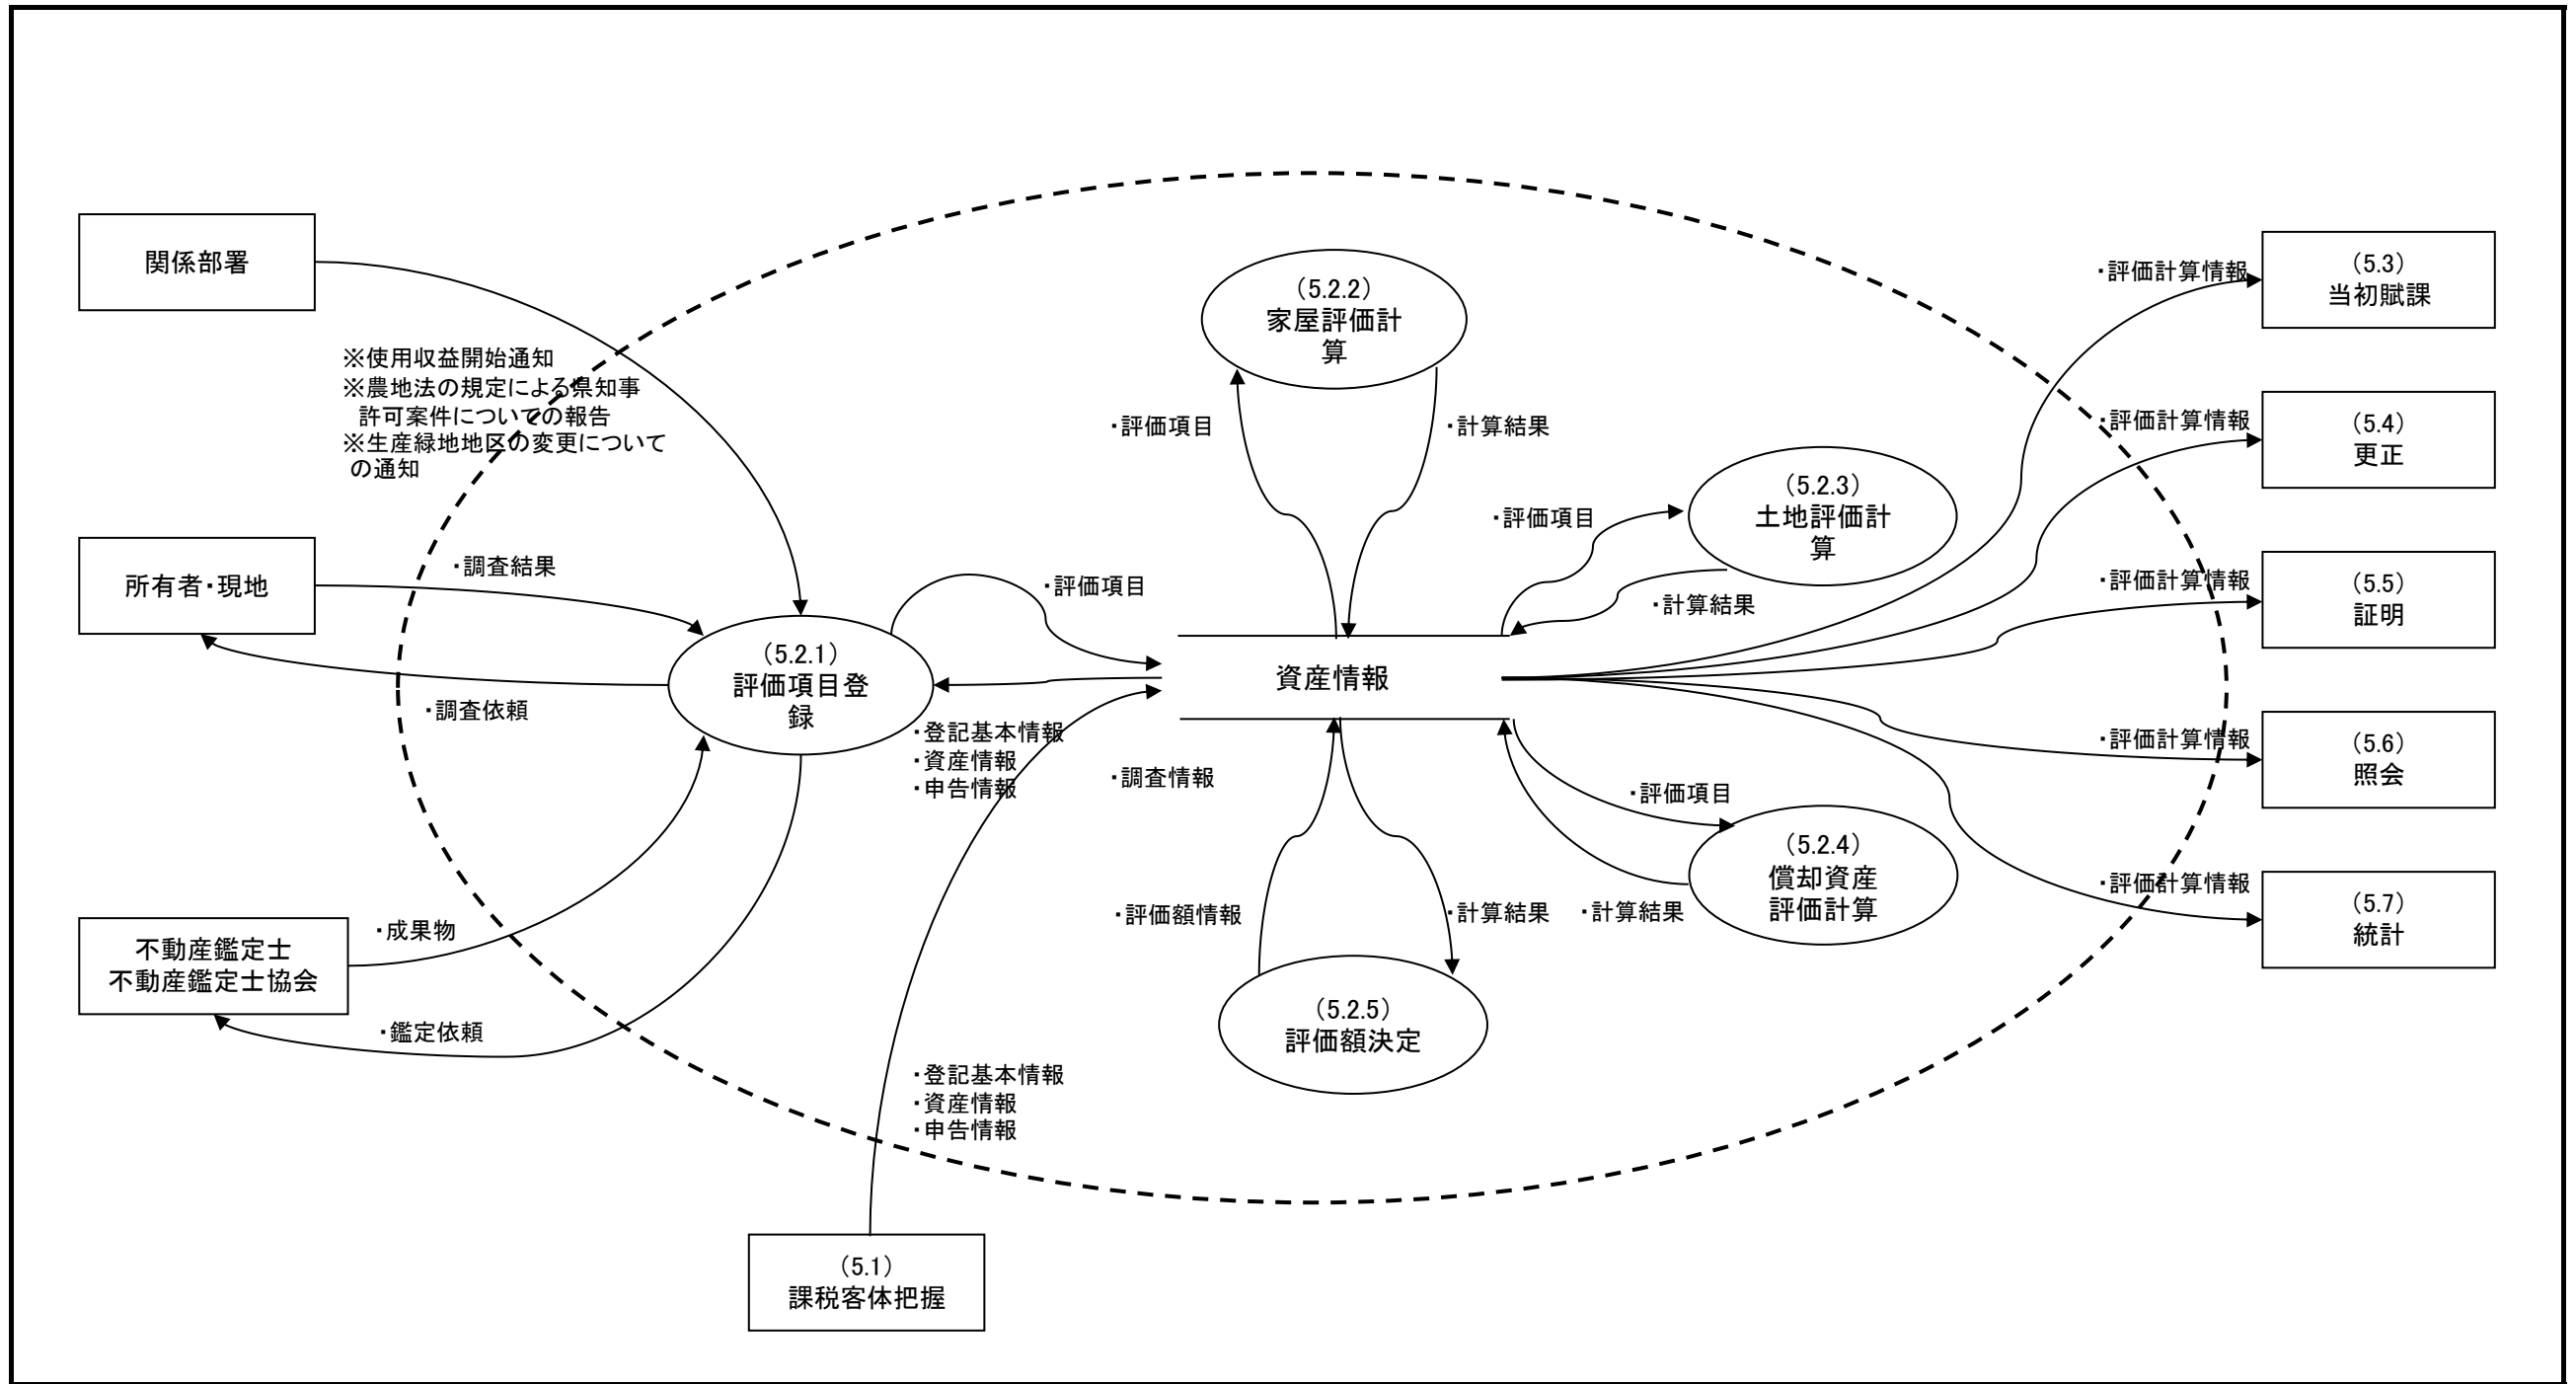 関係部署
※使用収益開始通知
※農地法の規定による県知事
許可案件についての報告
※生産緑地地区の変更について
の通知
所有者・現地
・調査結果
・調査依頼
(5.2.1)
評価項目登
録
・評価項目
・登記基本情報
・資産情報
・申告情報
不動産鑑定士
不動産鑑定士協会
・成果物
・鑑定依頼
・登記基本情報
・資産情報
・申告情報
(5.1)
課税客体把握
(5.2.2)
家屋評価計
算
・評価項目
・計算結果
(5.2.3)
土地評価計
算
・評価項目
・計算結果
資産情報
・調査情報
・評価項目
(5.2.4)
償却資産
評価計算
・評価額情報
・計算結果
・計算結果
(5.2.5)
評価額決定
・評価計算情報
(5.3)
当初賦課
・評価計算情報
(5.4)
更正
・評価計算情報
(5.5)
証明
・評価計算情報
(5.6)
照会
・評価計算情報
(5.7)
統計